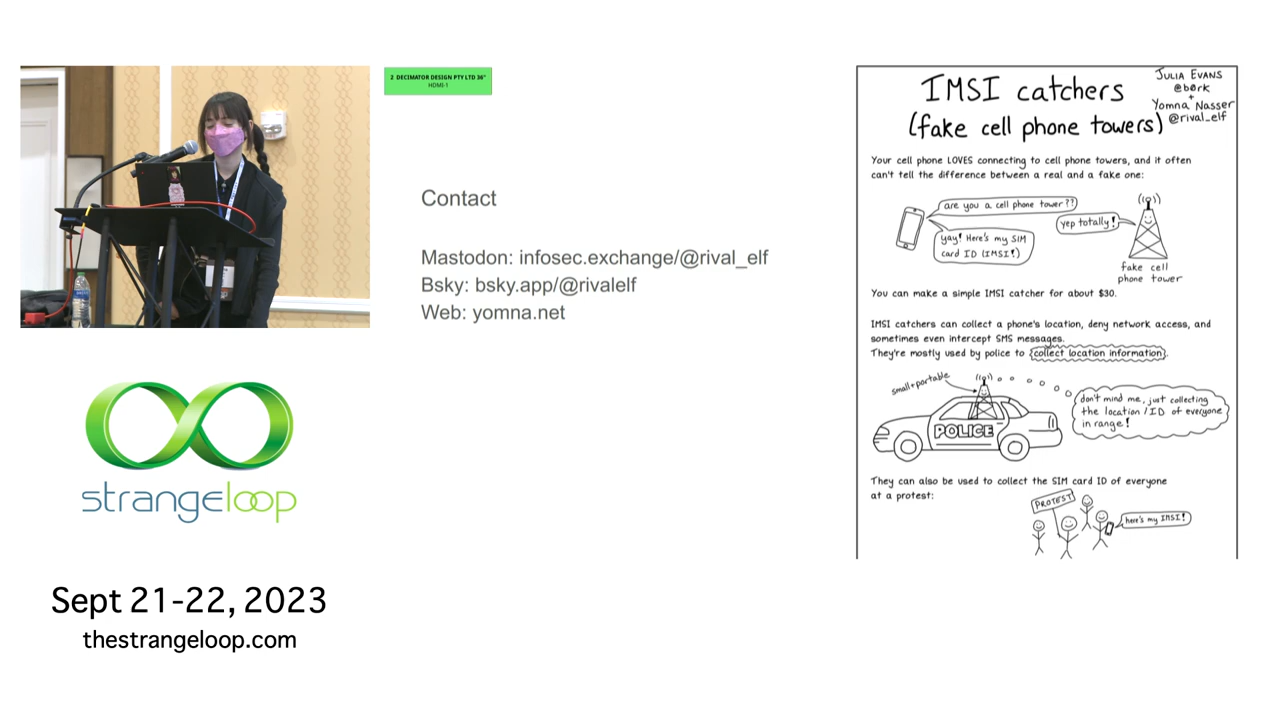 2 DECIMATOR DESIGN PTY LTD 36"
HDMI-1
Contact
Mastodon: infosec.exchange/@rival_elf
Bsky: bsky.app/@rivalelf
Web: yomna.net
strangeloop
Sept 21-22, 2023
thestrangeloop.com
IMSI catchers
(fake cell phone towers)
JULIA EVANS
@bork
+
Yomna Nasser
@rival_elf
Your cell phone LOVES connecting to cell phone towers, and it often
can't tell the difference between a real and a fake one:
are you a cell phone tower??
yep totally!
yay! Here's my SIM
card ID (IMSI!)
fake cell
phone tower
You can make a simple IMSI catcher for about $30.
IMSI catchers can collect a phone's location, deny network access, and
sometimes even intercept SMS messages.
They're mostly used by police to collect location information.
small+portable
don't mind me, just collecting
the location/ID of everyone
in range!
POLICE
They can also be used to collect the SIM card ID of everyone
at a protest:
PROTEST
here's my IMSI!